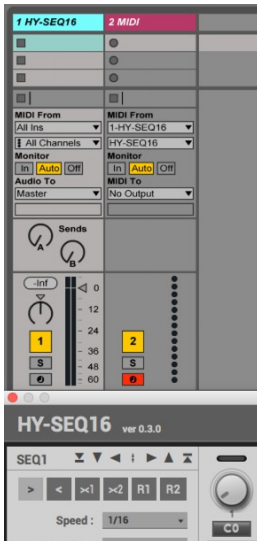 1 HY-SEQ16
2 MIDI
MIDI From
All Ins
All Channels
Monitor
In Auto Off
Audio To
Master
MIDI From
1-HY-SEQ16
HY-SEQ16
Monitor
In Auto Off
MIDI To
No Output
Sends
A
B
-Inf
0
12
24
36
48
60
1
S
2
S
HY-SEQ16 ver 0.3.0
SEQ1
> < ><1 ><2 R1 R2
Speed : 1/16
1
C0